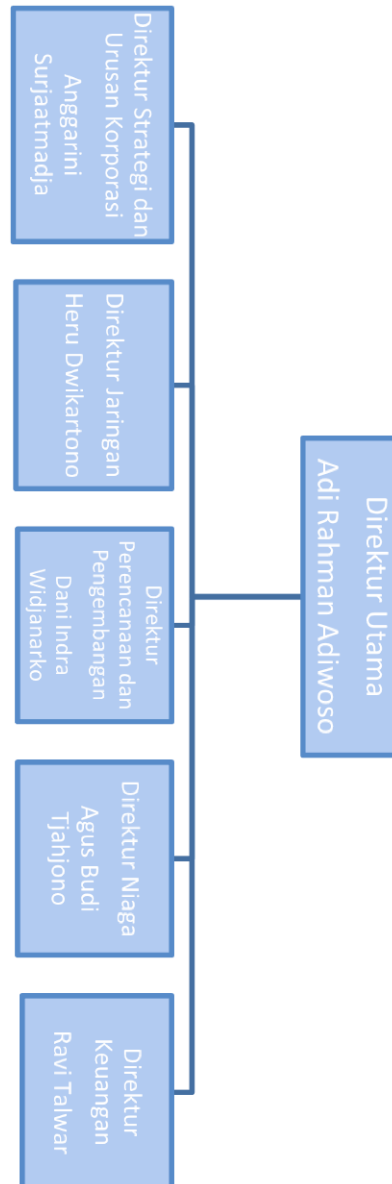 Direktur Utama
Adi Rahman Adiwoso
Direktur Strategi dan
Urusan Korporasi
Anggarini
Surjaatmadja
Direktur Jaringan
Heru Dwikartono
Direktur
Perencanaan dan
Pengembangan
Dani Indra
Widjanarko
Direktur Niaga
Agus Budi
Tjahjono
Direktur
Keuangan
Ravi Talwar